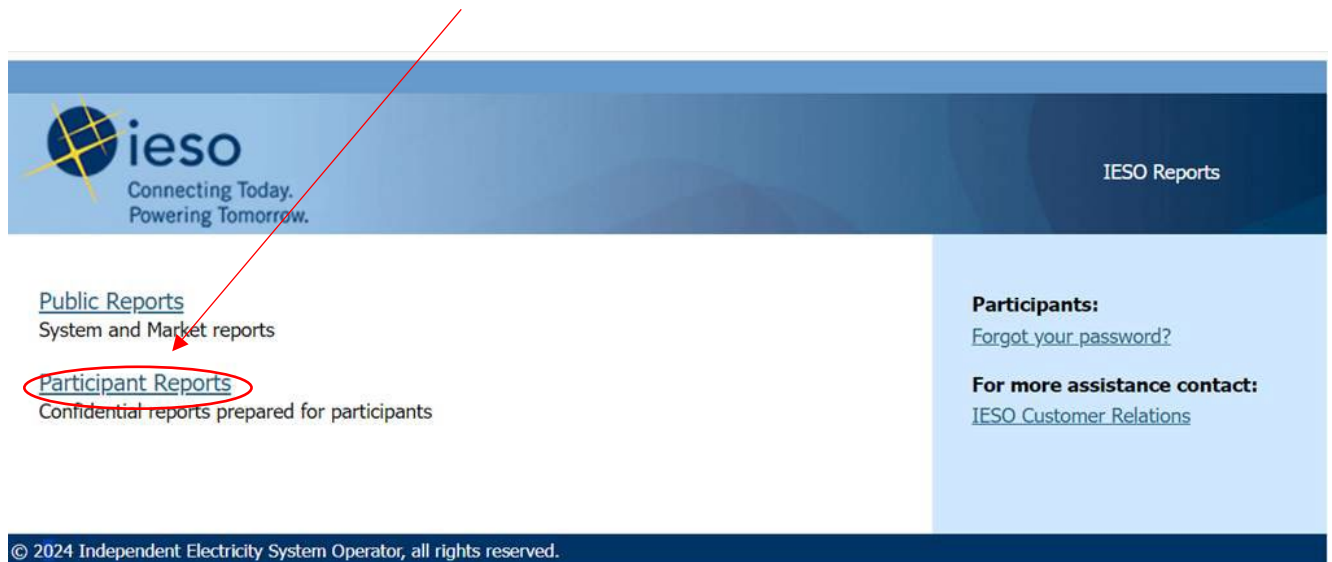 ieso
Connecting Today.
Powering Tomorrow.
IESO Reports
Public Reports
System and Market reports
Participant Reports
Confidential reports prepared for participants
Participants:
Forgot your password?
For more assistance contact:
IESO Customer Relations
© 2024 Independent Electricity System Operator, all rights reserved.